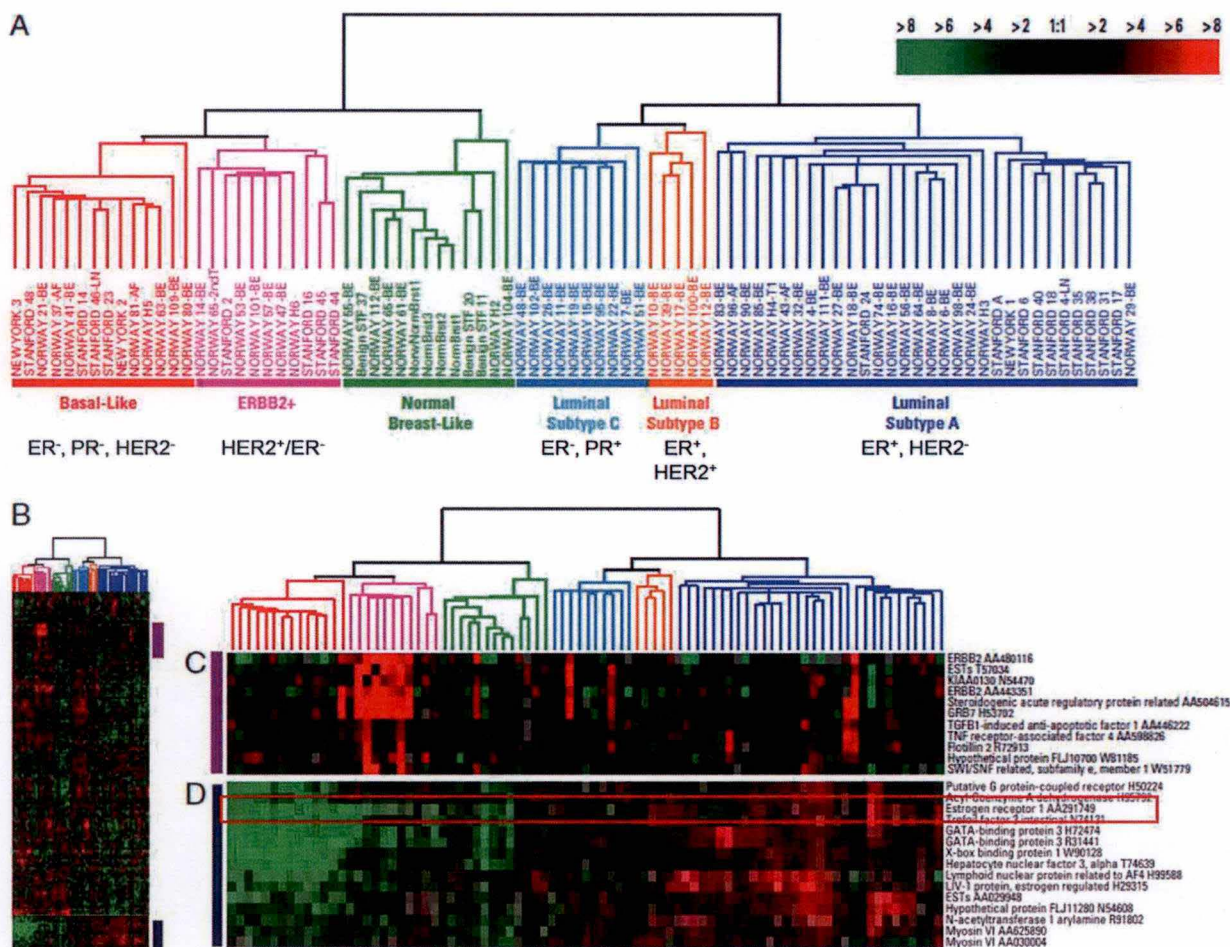 A
>8 >6 >4 >2 1:1 >2 >4 >6 >8
NEW YORK 3
STANFORD 48
NORWAY 21-BE
NORWAY 37-AF
NORWAY 7-BE
STANFORD 14
STANFORD 46-LN
STANFORD 23
NEW YORK 2
NORWAY 81-AF
NORWAY H5
NORWAY 63-BE
NORWAY 109-BE
NORWAY 80-BE
NORWAY 14-BE
NORWAY 65-2ndT
STANFORD 2
NORWAY 53-BE
NORWAY 101-BE
NORWAY 57-BE
NORWAY 47-BE
NORWAY H6
STANFORD 16
STANFORD 45
STANFORD 44
NORWAY 55-BE
Benign STF 37
NORWAY 112-BE
NORWAY 65-BE
NORWAY 61-BE
NormBrst3
NormBrst2
NormBrst1
Benign STF 20
Benign STF 11
NORWAY H2
NORWAY 104-BE
NORWAY 48-BE
NORWAY 102-BE
NORWAY 26-BE
NORWAY 41-BE
NORWAY 19-BE
NORWAY 15-BE
NORWAY 95-BE
NORWAY 22-BE
NORWAY 7-BE
NORWAY 51-BE
NORWAY 10-BE
NORWAY 39-BE
NORWAY 17-BE
NORWAY 100-BE
NORWAY 12-BE
NORWAY 83-BE
NORWAY 96-AF
NORWAY 90-BE
NORWAY 85-BE
NORWAY H4-T1
NORWAY 43-AF
NORWAY 32-BE
NORWAY 4-BE
NORWAY 111-BE
NORWAY 27-BE
NORWAY 18-BE
STANFORD 24
NORWAY 74-BE
NORWAY 16-BE
NORWAY 56-BE
NORWAY 64-BE
NORWAY 8-BE
NORWAY 6-BE
NORWAY 98-BE
NORWAY 24-BE
NORWAY H3
STANFORD A
NEW YORK 1
STANFORD 6
STANFORD 40
STANFORD 18
STANFORD 4-LN
STANFORD 35
STANFORD 38
STANFORD 31
STANFORD 17
NORWAY 29-BE
Basal-Like ERBB2+ Normal Breast-Like Luminal Subtype C Luminal Subtype B Luminal Subtype A
ER-, PR-, HER2- HER2+/ER- ER-, PR+ ER+, HER2+ ER+, HER2-
B
C
ERBB2 AA480116
ESTs T57034
KIAA0130 N54470
ERBB2 AA443351
Steroidogenic acute regulatory protein related AA504615
GRB7 H53702
TGFB1-induced anti-apoptotic factor 1 AA446222
TNF receptor-associated factor 4 AA598826
Flotillin 2 R72913
Hypothetical protein FLJ10700 W81185
SWI/SNF related, subfamily e, member 1 W51779
D
Putative G protein-coupled receptor H50224
Acyl-Coenzyme A dehydrogenase
Estrogen receptor 1 AA291749
Trefoil factor 3 intestinal N74131
GATA-binding protein 3 H72474
GATA-binding protein 3 R31441
X-box binding protein 1 W90128
Hepatocyte nuclear factor 3, alpha T74639
Lymphoid nuclear protein related to AF4 H99588
LIV-1 protein, estrogen regulated H29315
ESTs AA029948
Hypothetical protein FLJ11280 N54608
N-acetyltransferase 1 arylamine R91802
Myosin VI AA625890
Myosin VI AA030004